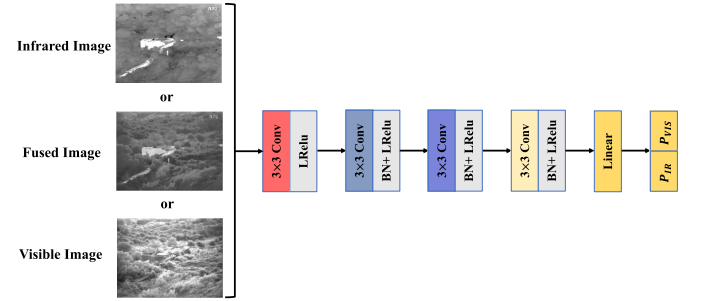 Infrared Image
or
Fused Image
or
Visible Image
3×3 Conv
LRelu
3×3 Conv
BN+ LRelu
3×3 Conv
BN+ LRelu
3×3 Conv
BN+ LRelu
Linear
P_VIS
P_IR